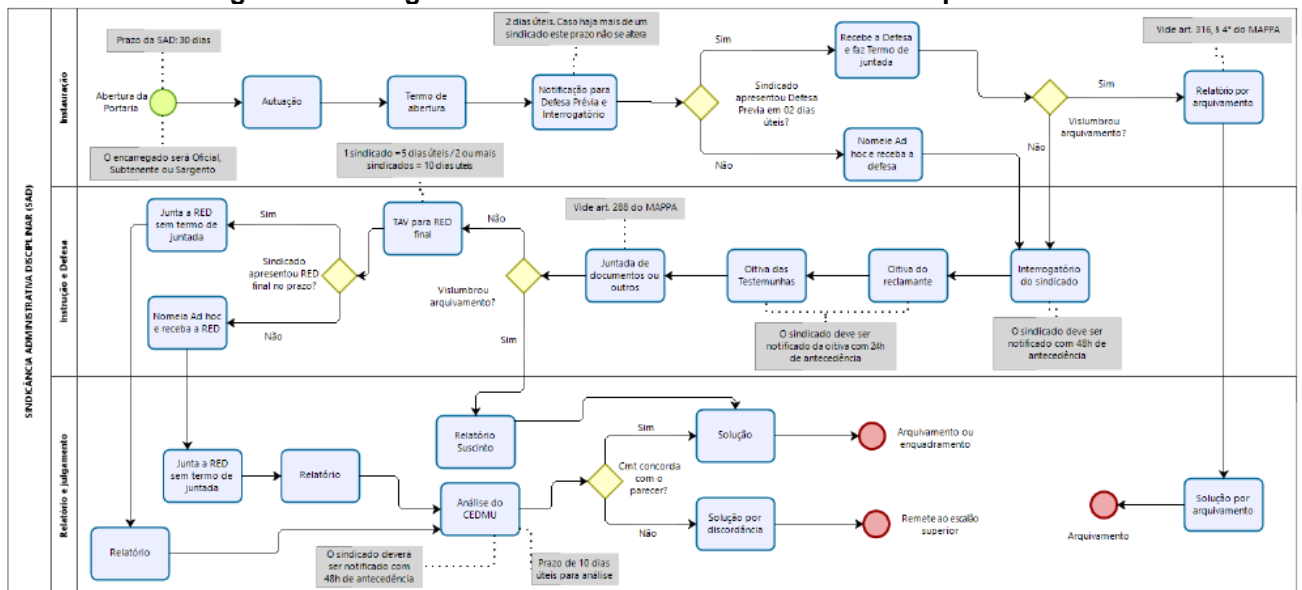 SINDICÂNCIA ADMINISTRATIVA DISCIPLINAR (SAD)
Instauração
Prazo da SAD: 30 dias
Abertura da
Portaria
O encarregado será Oficial,
Subtenente ou Sargento
Autuação
Termo de
abertura
2 dias úteis. Caso haja mais de um
sindicado este prazo não se altera
Notificação para
Defesa Prévia e
Interrogatório
Sindicado
apresentou Defesa
Prévia em 02 dias
úteis?
Sim
Não
Recebe a Defesa
e faz Termo de
juntada
Nomeie Ad
hoc e receba a
defesa
Vislumbrou
arquivamento?
Sim
Não
Vide art. 316, § 4° do MAPPA
Relatório por
arquivamento
Instrução e Defesa
Interrogatório
do sindicado
O sindicado deve ser
notificado com 48h de
antecedência
Oitiva do
reclamante
Oitiva das
Testemunhas
O sindicado deve ser
notificado da oitiva com 24h
de antecedência
Vide art. 288 do MAPPA
Juntada de
documentos ou
outros
Vislumbrou
arquivamento?
Não
Sim
1 sindicado = 5 dias úteis / 2 ou mais
sindicados = 10 dias uteis
TAV para RED
final
Sindicado
apresentou RED
final no prazo?
Sim
Não
Junta a RED
sem termo de
juntada
Nomeia Ad hoc
e receba a RED
Relatório e julgamento
Junta a RED
sem termo de
juntada
Relatório
Relatório
Relatório
Suscinto
Análise do
CEDMU
O sindicado deverá
ser notificado com
48h de antecedência
Prazo de 10 dias
úteis para análise
Cmt concorda
com o
parecer?
Sim
Não
Solução
Arquivamento ou
enquadramento
Solução por
discordância
Remete ao escalão
superior
Solução por
arquivamento
Arquivamento